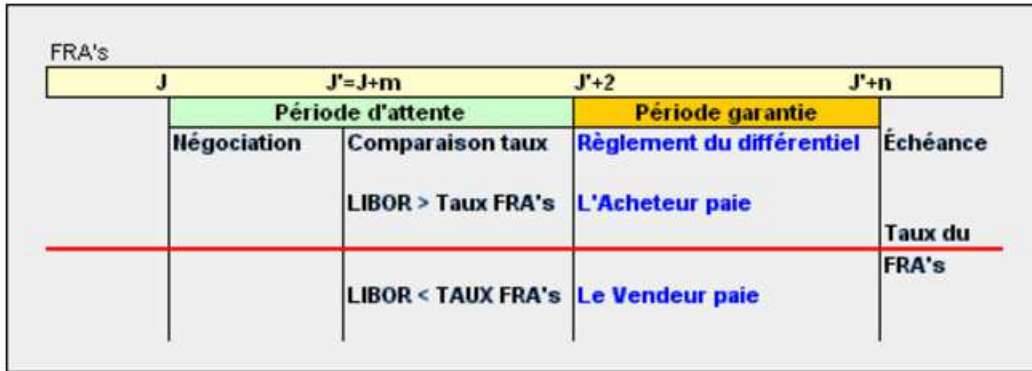 FRA's
J J'=J+m J'+2 J'+n
Période d'attente Période garantie
Négociation Comparaison taux Règlement du différentiel Échéance
LIBOR > Taux FRA's L'Acheteur paie
Taux du
FRA's
LIBOR < TAUX FRA's Le Vendeur paie